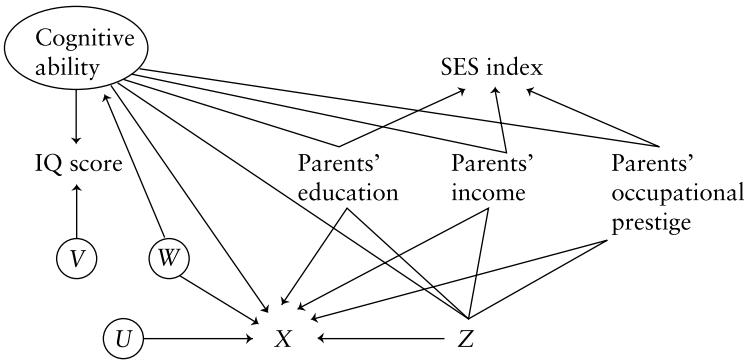 Cognitive
ability
SES index
IQ score
Parents’
education
Parents’
income
Parents’
occupational
prestige
V
W
U
X
Z